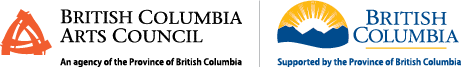 BRITISH COLUMBIA
ARTS COUNCIL
An agency of the Province of British Columbia
BRITISH
COLUMBIA
Supported by the Province of British Columbia